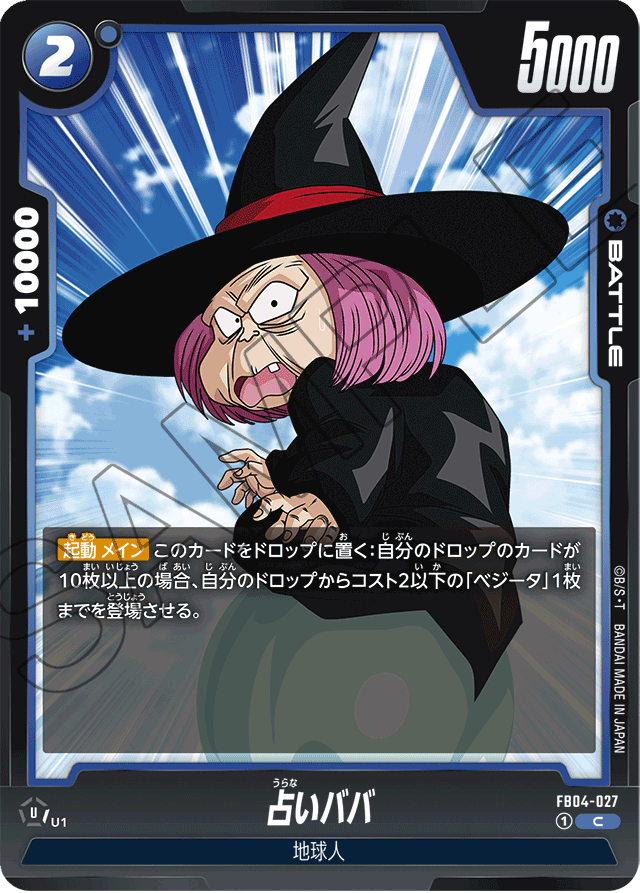 2
5000
+10000
BATTLE
SAMPLE
起動 メイン このカードをドロップに置く:自分のドロップのカードが
10枚以上の場合、自分のドロップからコスト2以下の「ベジータ」1枚
までを登場させる。
©B/S・T BANDAI MADE IN JAPAN
うらな
占いババ
U U1
FB04-027
1 C
地球人